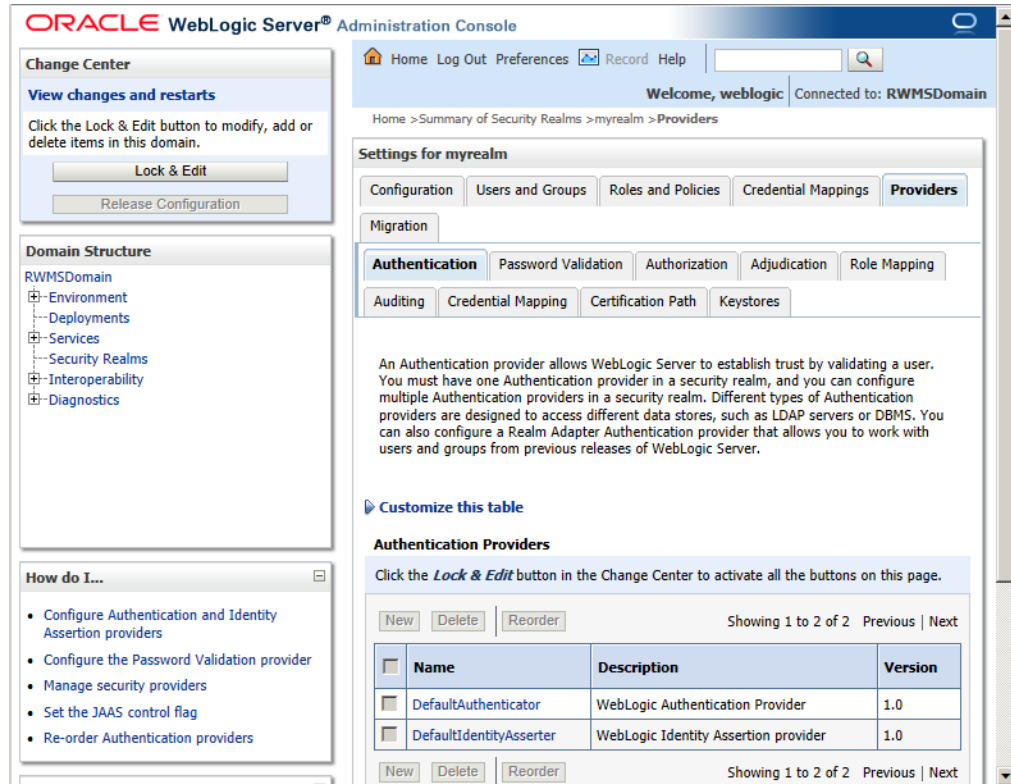 ORACLE WebLogic Server® Administration Console
Change Center
View changes and restarts
Click the Lock & Edit button to modify, add or
delete items in this domain.
Lock & Edit
Release Configuration
Domain Structure
RWMSDomain
Environment
Deployments
Services
Security Realms
Interoperability
Diagnostics
How do I...
Configure Authentication and Identity
Assertion providers
Configure the Password Validation provider
Manage security providers
Set the JAAS control flag
Re-order Authentication providers
Home Log Out Preferences Record Help
Welcome, weblogic Connected to: RWMSDomain
Home >Summary of Security Realms >myrealm >Providers
Settings for myrealm
Configuration Users and Groups Roles and Policies Credential Mappings Providers
Migration
Authentication Password Validation Authorization Adjudication Role Mapping
Auditing Credential Mapping Certification Path Keystores
An Authentication provider allows WebLogic Server to establish trust by validating a user.
You must have one Authentication provider in a security realm, and you can configure
multiple Authentication providers in a security realm. Different types of Authentication
providers are designed to access different data stores, such as LDAP servers or DBMS. You
can also configure a Realm Adapter Authentication provider that allows you to work with
users and groups from previous releases of WebLogic Server.
Customize this table
Authentication Providers
Click the Lock & Edit button in the Change Center to activate all the buttons on this page.
New Delete Reorder Showing 1 to 2 of 2 Previous | Next
Name Description Version
DefaultAuthenticator WebLogic Authentication Provider 1.0
DefaultIdentityAsserter WebLogic Identity Assertion provider 1.0
New Delete Reorder Showing 1 to 2 of 2 Previous | Next